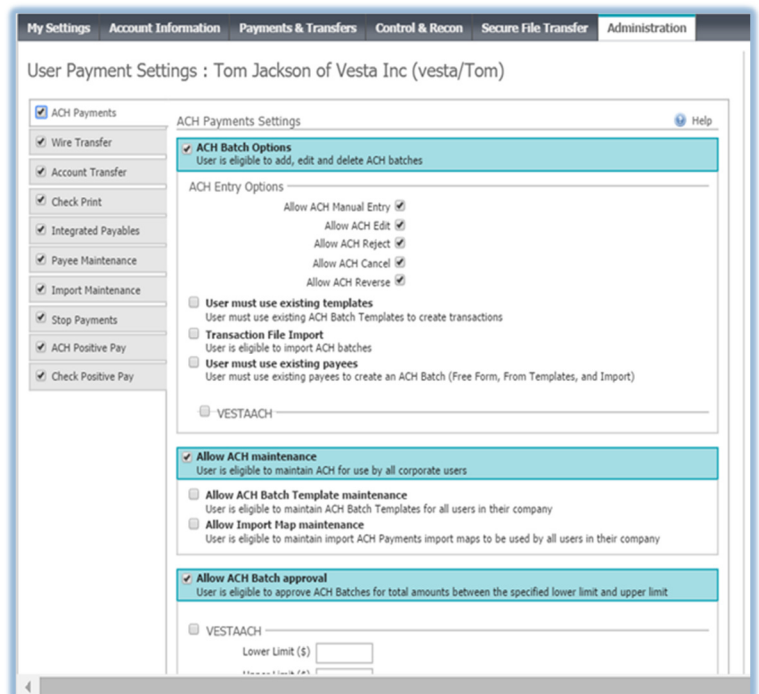 My Settings Account Information Payments & Transfers Control & Recon Secure File Transfer Administration
User Payment Settings : Tom Jackson of Vesta Inc (vesta/Tom)
ACH Payments
Wire Transfer
Account Transfer
Check Print
Integrated Payables
Payee Maintenance
Import Maintenance
Stop Payments
ACH Positive Pay
Check Positive Pay
ACH Payments Settings Help
ACH Batch Options
User is eligible to add, edit and delete ACH batches
ACH Entry Options
Allow ACH Manual Entry
Allow ACH Edit
Allow ACH Reject
Allow ACH Cancel
Allow ACH Reverse
User must use existing templates
User must use existing ACH Batch Templates to create transactions
Transaction File Import
User is eligible to import ACH batches
User must use existing payees
User must use existing payees to create an ACH Batch (Free Form, From Templates, and Import)
VESTAACH
Allow ACH maintenance
User is eligible to maintain ACH for use by all corporate users
Allow ACH Batch Template maintenance
User is eligible to maintain ACH Batch Templates for all users in their company
Allow Import Map maintenance
User is eligible to maintain import ACH Payments import maps to be used by all users in their company
Allow ACH Batch approval
User is eligible to approve ACH Batches for total amounts between the specified lower limit and upper limit
VESTAACH
Lower Limit ($)